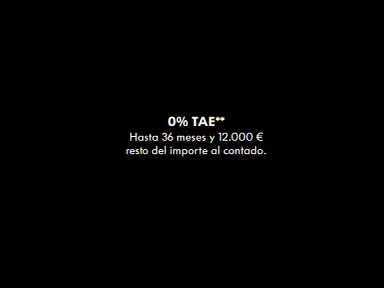 0% TAE**
Hasta 36 meses y 12.000 €
resto del importe al contado.